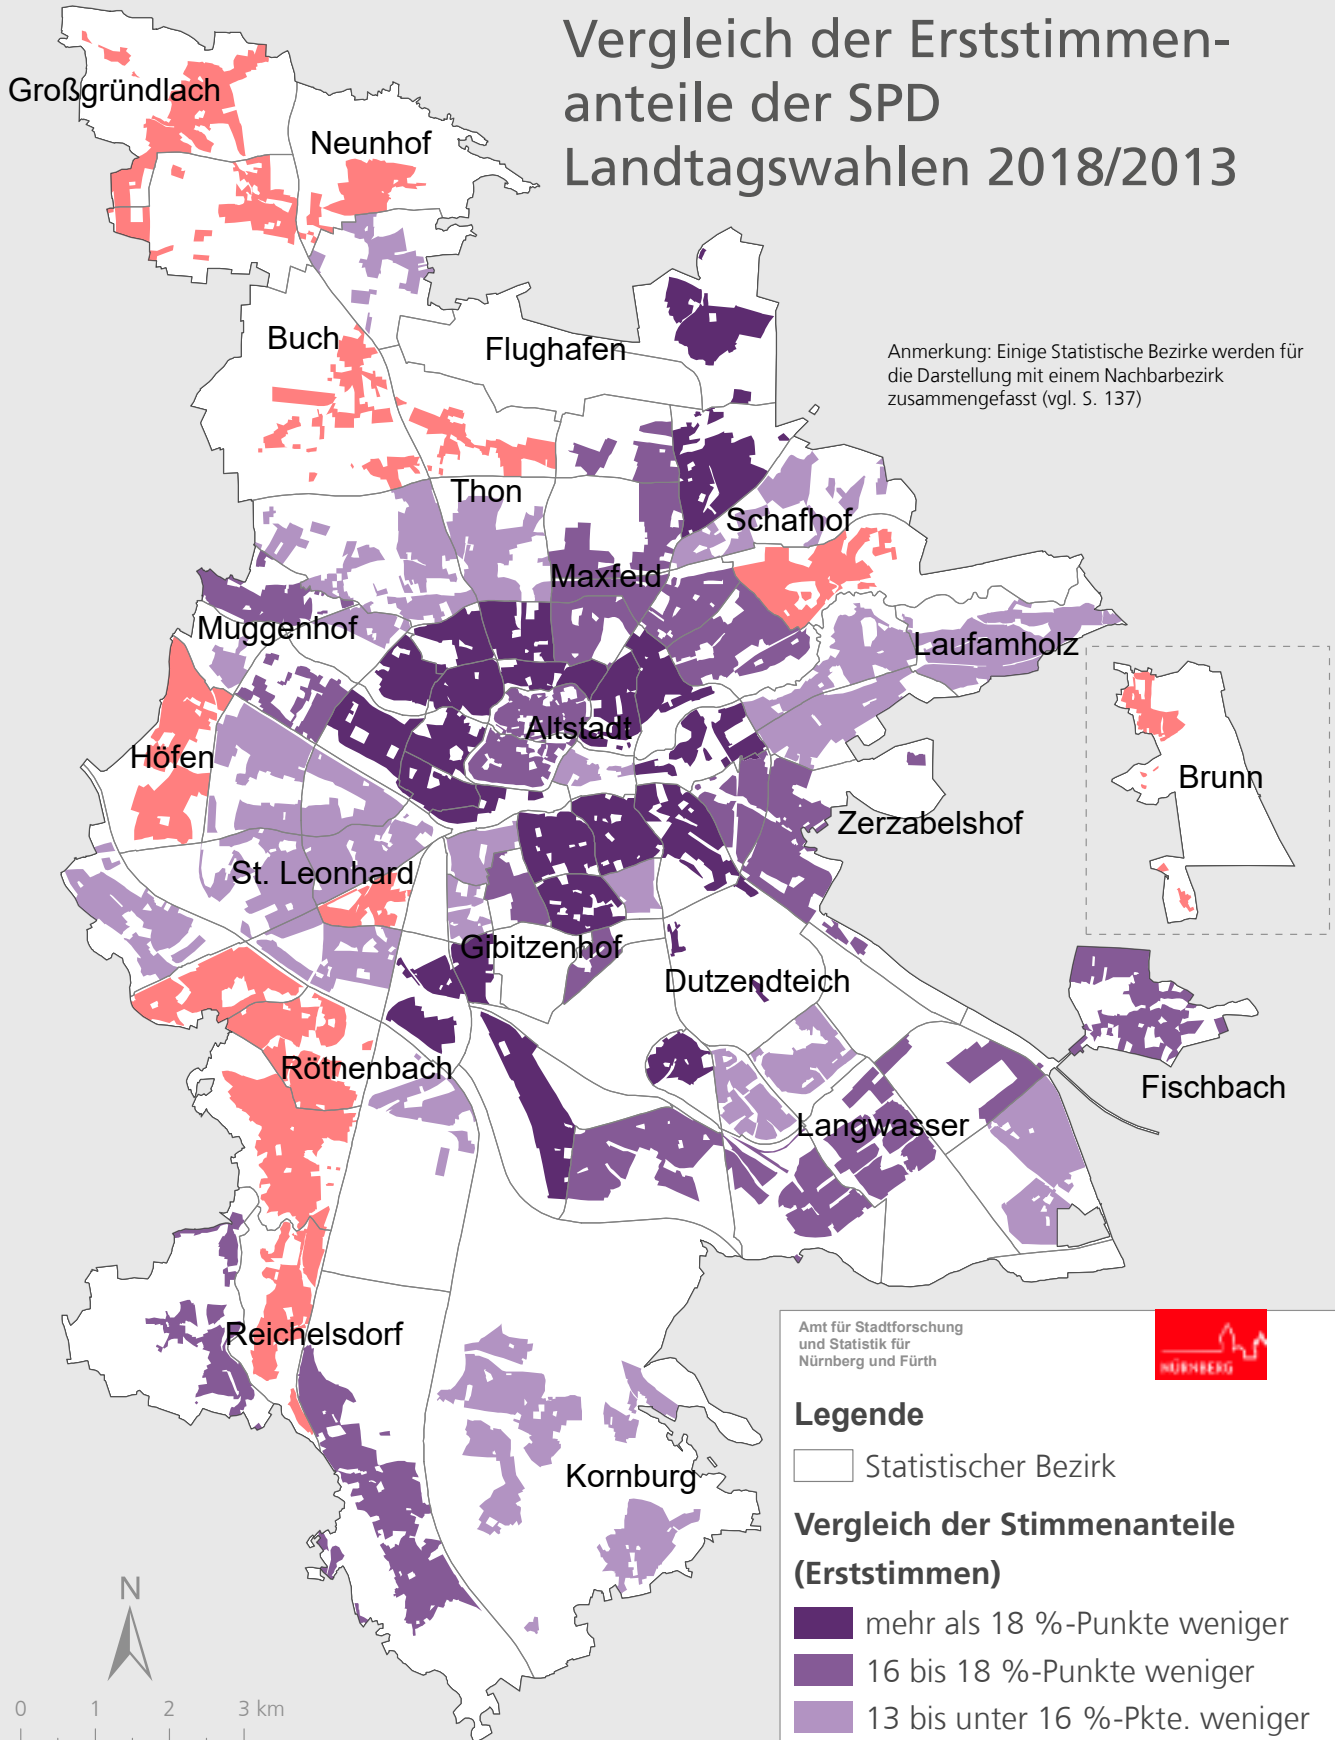 Vergleich der Erststimmen-
anteile der SPD
Landtagswahlen 2018/2013
Großgründlach
Neunhof
Buch
Flughafen
Anmerkung: Einige Statistische Bezirke werden für
die Darstellung mit einem Nachbarbezirk
zusammengefasst (vgl. S. 137)
Thon
Schafhof
Maxfeld
Muggenhof
Laufamholz
Altstadt
Höfen
Brunn
Zerzabelshof
St. Leonhard
Gibitzenhof
Dutzendteich
Röthenbach
Fischbach
Langwasser
Reichelsdorf
Kornburg
Amt für Stadtforschung
und Statistik für
Nürnberg und Fürth
NÜRNBERG
Legende
Statistischer Bezirk
Vergleich der Stimmenanteile
(Erststimmen)
mehr als 18 %-Punkte weniger
16 bis 18 %-Punkte weniger
13 bis unter 16 %-Pkte. weniger
N
0 1 2 3 km